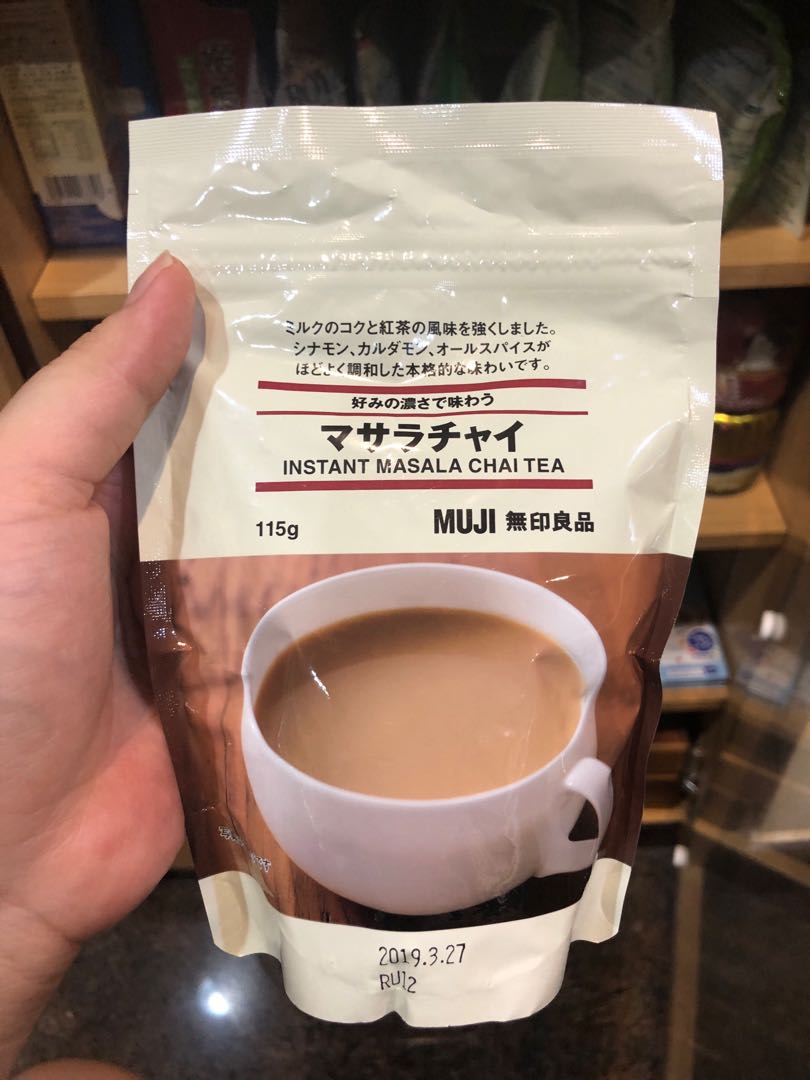 ミルクのコクと紅茶の風味を強くしました。
シナモン、カルダモン、オールスパイスが
ほどよく調和した本格的な味わいです。
好みの濃さで味わう
マサラチャイ
INSTANT MASALA CHAI TEA
115g
MUJI 無印良品
2019.3.27